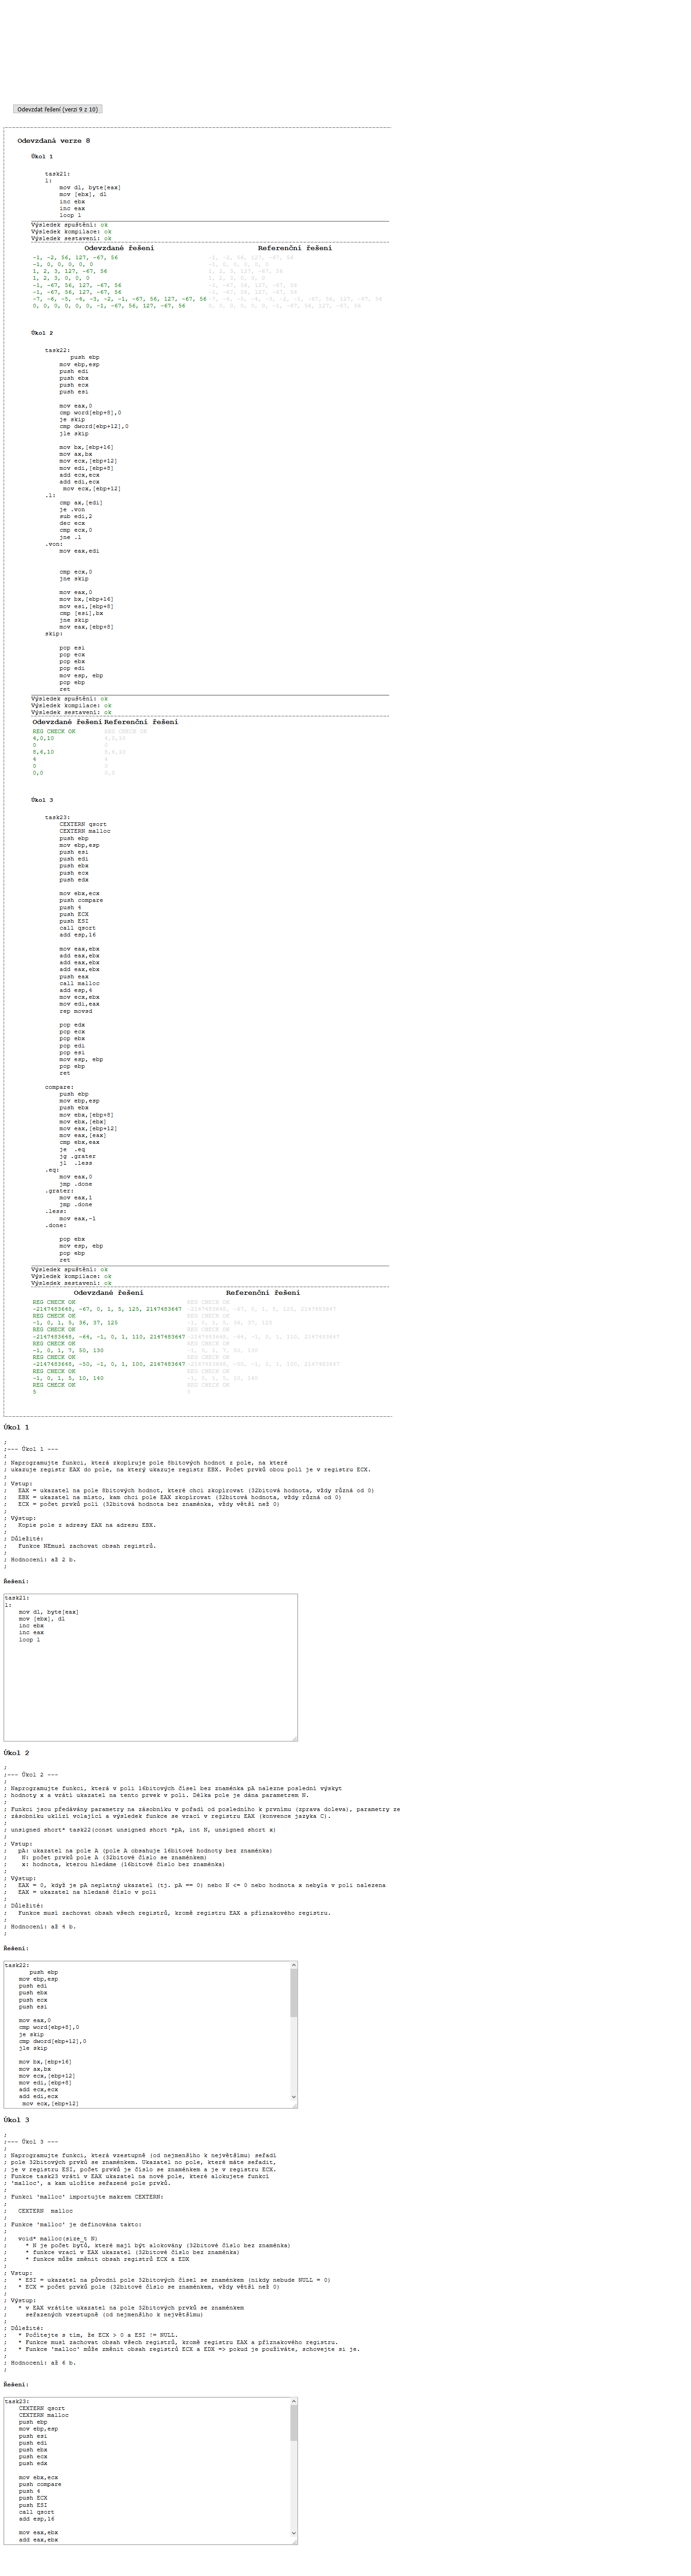 Odevzdat řešení (verzi 9 z 10)
Odevzdaná verze 8
Úkol 1
task21:
l:
mov dl, byte[eax]
mov [ebx], dl
inc ebx
inc eax
loop l
Výsledek spuštění: ok
Výsledek kompilace: ok
Výsledek sestavení: ok
Odevzdané řešení Referenční řešení
-1, -2, 56, 127, -67, 56 -1, -2, 56, 127, -67, 56
-1, 0, 0, 0, 0, 0 -1, 0, 0, 0, 0, 0
1, 2, 3, 127, -67, 56 1, 2, 3, 127, -67, 56
1, 2, 3, 0, 0, 0 1, 2, 3, 0, 0, 0
-1, -67, 56, 127, -67, 56 -1, -67, 56, 127, -67, 56
-1, -67, 56, 127, -67, 56 -1, -67, 56, 127, -67, 56
-7, -6, -5, -4, -3, -2, -1, -67, 56, 127, -67, 56 -7, -6, -5, -4, -3, -2, -1, -67, 56, 127, -67, 56
0, 0, 0, 0, 0, 0, -1, -67, 56, 127, -67, 56 0, 0, 0, 0, 0, 0, -1, -67, 56, 127, -67, 56
Úkol 2
task22:
push ebp
mov ebp,esp
push edi
push ebx
push ecx
push esi
mov eax,0
cmp word[ebp+8],0
je skip
cmp dword[ebp+12],0
jle skip
mov bx,[ebp+16]
mov ax,bx
mov ecx,[ebp+12]
mov edi,[ebp+8]
add ecx,ecx
add edi,ecx
mov ecx,[ebp+12]
.l:
cmp ax,[edi]
je .von
sub edi,2
dec ecx
cmp ecx,0
jne .l
.von:
mov eax,edi
cmp ecx,0
jne skip
mov eax,0
mov bx,[ebp+16]
mov esi,[ebp+8]
cmp [esi],bx
jne skip
mov eax,[ebp+8]
skip:
pop esi
pop ecx
pop ebx
pop edi
mov esp, ebp
pop ebp
ret
Výsledek spuštění: ok
Výsledek kompilace: ok
Výsledek sestavení: ok
Odevzdané řešení Referenční řešení
REG CHECK OK REG CHECK OK
4,0,10 4,0,10
0 0
8,6,10 8,6,10
4 4
0 0
0,0 0,0
Úkol 3
task23:
CEXTERN qsort
CEXTERN malloc
push ebp
mov ebp,esp
push esi
push edi
push ebx
push ecx
push edx
mov ebx,ecx
push compare
push 4
push ECX
push ESI
call qsort
add esp,16
mov eax,ebx
add eax,ebx
add eax,ebx
add eax,ebx
push eax
call malloc
add esp,4
mov ecx,ebx
mov edi,eax
rep movsd
pop edx
pop ecx
pop ebx
pop edi
pop esi
mov esp, ebp
pop ebp
ret
compare:
push ebp
mov ebp,esp
push ebx
mov ebx,[ebp+8]
mov ebx,[ebx]
mov eax,[ebp+12]
mov eax,[eax]
cmp ebx,eax
je .eq
jg .grater
jl .less
.eq:
mov eax,0
jmp .done
.grater:
mov eax,1
jmp .done
.less:
mov eax,-1
.done:
pop ebx
mov esp, ebp
pop ebp
ret
Výsledek spuštění: ok
Výsledek kompilace: ok
Výsledek sestavení: ok
Odevzdané řešení Referenční řešení
REG CHECK OK REG CHECK OK
-2147483648, -67, 0, 1, 5, 125, 2147483647 -2147483648, -67, 0, 1, 5, 125, 2147483647
REG CHECK OK REG CHECK OK
-1, 0, 1, 5, 36, 37, 125 -1, 0, 1, 5, 36, 37, 125
REG CHECK OK REG CHECK OK
-2147483648, -64, -1, 0, 1, 110, 2147483647 -2147483648, -64, -1, 0, 1, 110, 2147483647
REG CHECK OK REG CHECK OK
-1, 0, 1, 7, 50, 130 -1, 0, 1, 7, 50, 130
REG CHECK OK REG CHECK OK
-2147483648, -50, -1, 0, 1, 100, 2147483647 -2147483648, -50, -1, 0, 1, 100, 2147483647
REG CHECK OK REG CHECK OK
-1, 0, 1, 5, 10, 140 -1, 0, 1, 5, 10, 140
REG CHECK OK REG CHECK OK
5 5
Úkol 1
;
;--- Úkol 1 ---
;
; Naprogramujte funkci, která zkopíruje pole 8bitových hodnot z pole, na které
; ukazuje registr EAX do pole, na který ukazuje registr EBX. Počet prvků obou polí je v registru ECX.
;
; Vstup:
; EAX = ukazatel na pole 8bitových hodnot, které chci zkopírovat (32bitová hodnota, vždy různá od 0)
; EBX = ukazatel na místo, kam chci pole EAX zkopírovat (32bitová hodnota, vždy různá od 0)
; ECX = počet prvků polí (32bitová hodnota bez znaménka, vždy větší než 0)
;
; Výstup:
; Kopie pole z adresy EAX na adresu EBX.
;
; Důležité:
; Funkce NEmusí zachovat obsah registrů.
;
; Hodnocení: až 2 b.
;
Řešení:
task21:
l:
mov dl, byte[eax]
mov [ebx], dl
inc ebx
inc eax
loop l
Úkol 2
;
;--- Úkol 2 ---
;
; Naprogramujte funkci, která v poli 16bitových čísel bez znaménka pA nalezne poslední výskyt
; hodnoty x a vrátí ukazatel na tento prvek v poli. Délka pole je dána parametrem N.
;
; Funkci jsou předávány parametry na zásobníku v pořadí od posledního k prvnímu (zprava doleva), parametry ze
; zásobníku uklízí volající a výsledek funkce se vrací v registru EAX (konvence jazyka C).
;
; unsigned short* task22(const unsigned short *pA, int N, unsigned short x)
;
; Vstup:
; pA: ukazatel na pole A (pole A obsahuje 16bitové hodnoty bez znaménka)
; N: počet prvků pole A (32bitové číslo se znaménkem)
; x: hodnota, kterou hledáme (16bitové číslo bez znaménka)
;
; Výstup:
; EAX = 0, když je pA neplatný ukazatel (tj. pA == 0) nebo N <= 0 nebo hodnota x nebyla v poli nalezena
; EAX = ukazatel na hledané číslo v poli
;
; Důležité:
; Funkce musí zachovat obsah všech registrů, kromě registru EAX a příznakového registru.
;
; Hodnocení: až 4 b.
;
Řešení:
task22:
push ebp
mov ebp,esp
push edi
push ebx
push ecx
push esi
mov eax,0
cmp word[ebp+8],0
je skip
cmp dword[ebp+12],0
jle skip
mov bx,[ebp+16]
mov ax,bx
mov ecx,[ebp+12]
mov edi,[ebp+8]
add ecx,ecx
add edi,ecx
mov ecx,[ebp+12]
Úkol 3
;
;--- Úkol 3 ---
;
; Naprogramujte funkci, která vzestupně (od nejmenšího k největšímu) seřadí
; pole 32bitových prvků se znaménkem. Ukazatel no pole, které máte seřadit,
; je v registru ESI, počet prvků je číslo se znaménkem a je v registru ECX.
; Funkce task23 vrátí v EAX ukazatel na nové pole, které alokujete funkcí
; 'malloc', a kam uložíte seřazené pole prvků.
;
; Funkci 'malloc' importujte makrem CEXTERN:
;
; CEXTERN malloc
;
; Funkce 'malloc' je definována takto:
;
; void* malloc(size_t N)
; * N je počet bytů, které mají být alokovány (32bitové číslo bez znaménka)
; * funkce vrací v EAX ukazatel (32bitové číslo bez znaménka)
; * funkce může změnit obsah registrů ECX a EDX
;
; Vstup:
; * ESI = ukazatel na původní pole 32bitových čísel se znaménkem (nikdy nebude NULL = 0)
; * ECX = počet prvků pole (32bitové číslo se znaménkem, vždy větší než 0)
;
; Výstup:
; * v EAX vrátíte ukazatel na pole 32bitových prvků se znaménkem
; seřazených vzestupně (od nejmenšího k největšímu)
;
; Důležité:
; * Počítejte s tím, že ECX > 0 a ESI != NULL.
; * Funkce musí zachovat obsah všech registrů, kromě registru EAX a příznakového registru.
; * Funkce 'malloc' může změnit obsah registrů ECX a EDX => pokud je používáte, schovejte si je.
;
; Hodnocení: až 6 b.
;
Řešení:
task23:
CEXTERN qsort
CEXTERN malloc
push ebp
mov ebp,esp
push esi
push edi
push ebx
push ecx
push edx
mov ebx,ecx
push compare
push 4
push ECX
push ESI
call qsort
add esp,16
mov eax,ebx
add eax,ebx